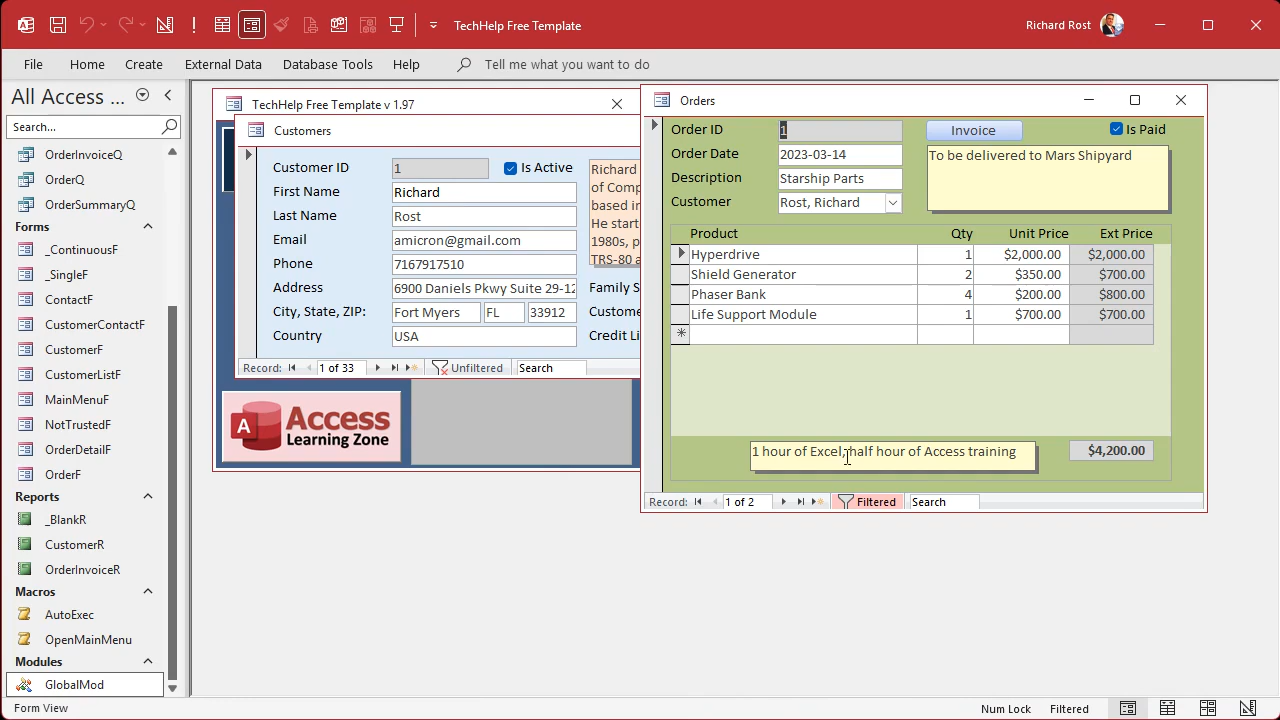 TechHelp Free Template
Richard Rost
File
Home
Create
External Data
Database Tools
Help
Tell me what you want to do
All Access ...
Search...
OrderInvoiceQ
OrderQ
OrderSummaryQ
Forms
_ContinuousF
_SingleF
ContactF
CustomerContactF
CustomerF
CustomerListF
MainMenuF
NotTrustedF
OrderDetailF
OrderF
Reports
_BlankR
CustomerR
OrderInvoiceR
Macros
AutoExec
OpenMainMenu
Modules
GlobalMod
TechHelp Free Template v 1.97
Customers
Customer ID 1 Is Active
First Name Richard
Last Name Rost
Email amicron@gmail.com
Phone 7167917510
Address 6900 Daniels Pkwy Suite 29-12
City, State, ZIP: Fort Myers FL 33912
Country USA
Richard
of Comp
based in
He start
1980s, p
TRS-80 a
Family S
Custome
Credit Li
Record: 1 of 33 Unfiltered Search
A Access
Learning Zone
Orders
Order ID 1 Invoice Is Paid
Order Date 2023-03-14
Description Starship Parts
Customer Rost, Richard
To be delivered to Mars Shipyard
Product Qty Unit Price Ext Price
Hyperdrive 1 $2,000.00 $2,000.00
Shield Generator 2 $350.00 $700.00
Phaser Bank 4 $200.00 $800.00
Life Support Module 1 $700.00 $700.00
1 hour of Excel, half hour of Access training
$4,200.00
Record: 1 of 2 Filtered Search
Form View
Num Lock
Filtered